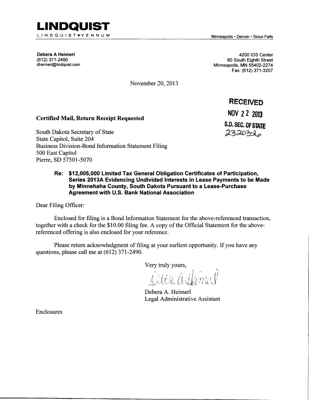 LINDQUIST
LINDQUIST+VENNUM
Minneapolis • Denver • Sioux Falls
Debera A Heimerl
(612) 371-2490
dheimerl@lindquist.com
4200 IDS Center
80 South Eighth Street
Minneapolis, MN 55402-2274
Fax: (612) 371-3207
November 20, 2013
RECEIVED
NOV 22 2013
S.D. SEC. OF STATE
Certified Mail, Return Receipt Requested
South Dakota Secretary of State
State Capitol, Suite 204
Business Division-Bond Information Statement Filing
500 East Capitol
Pierre, SD 57501-5070
Re: $12,005,000 Limited Tax General Obligation Certificates of Participation,
Series 2013A Evidencing Undivided Interests in Lease Payments to be Made
by Minnehaha County, South Dakota Pursuant to a Lease-Purchase
Agreement with U.S. Bank National Association
Dear Filing Officer:
Enclosed for filing is a Bond Information Statement for the above-referenced transaction,
together with a check for the $10.00 filing fee. A copy of the Official Statement for the above-
referenced offering is also enclosed for your reference.
Please return acknowledgment of filing at your earliest opportunity. If you have any
questions, please call me at (612) 371-2490.
Very truly yours,
Debera A. Heimerl
Legal Administrative Assistant
Enclosures